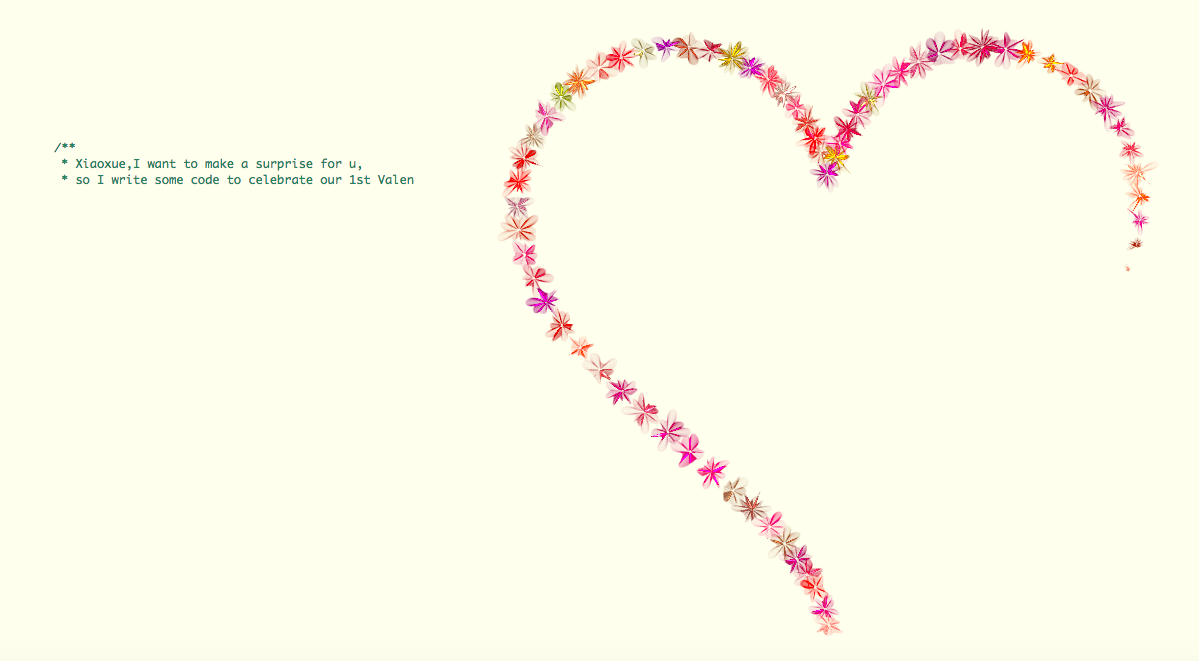 /**
* Xiaoxue,I want to make a surprise for u,
* so I write some code to celebrate our 1st Valen